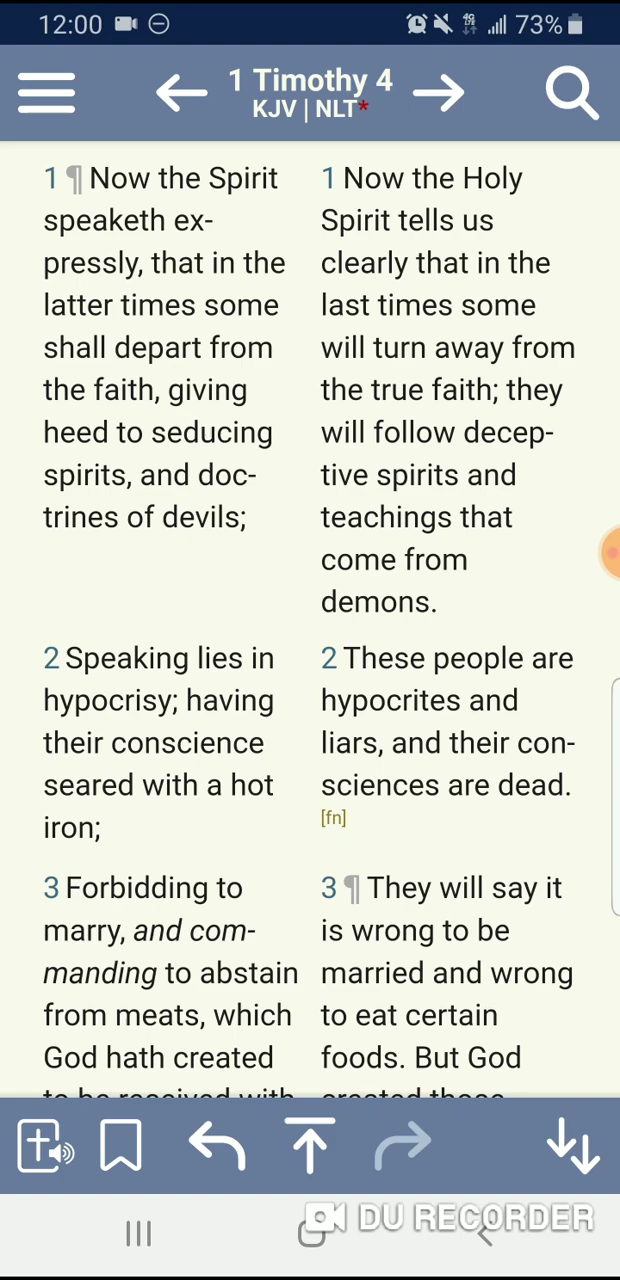 12:00
73%
1 Timothy 4
KJV | NLT*
1 ¶ Now the Spirit
speaketh ex-
pressly, that in the
latter times some
shall depart from
the faith, giving
heed to seducing
spirits, and doc-
trines of devils;
1 Now the Holy
Spirit tells us
clearly that in the
last times some
will turn away from
the true faith; they
will follow decep-
tive spirits and
teachings that
come from
demons.
2 Speaking lies in
hypocrisy; having
their conscience
seared with a hot
iron;
2 These people are
hypocrites and
liars, and their con-
sciences are dead.
[fn]
3 Forbidding to
marry, and com-
manding to abstain
from meats, which
God hath created
to be received with
3 ¶ They will say it
is wrong to be
married and wrong
to eat certain
foods. But God
created those
DU RECORDER